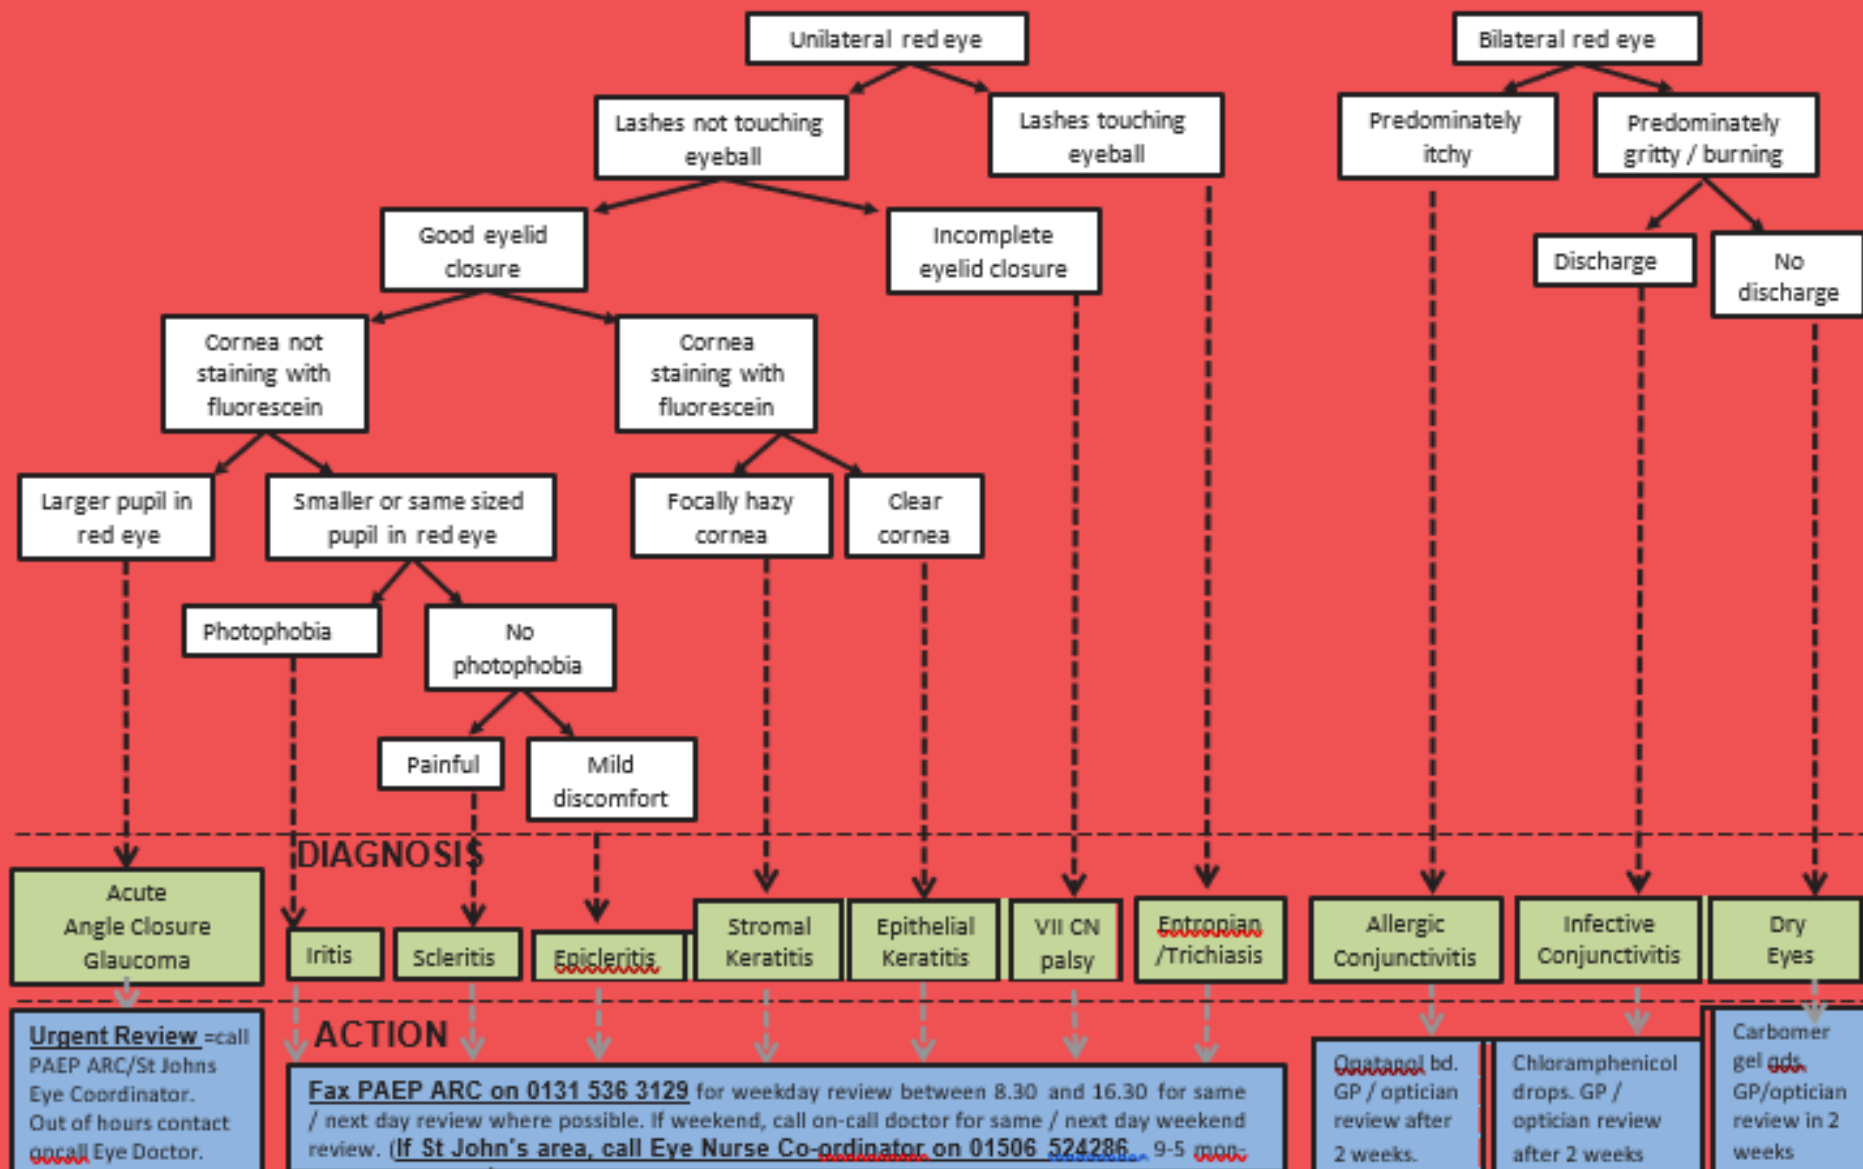 Unilateral red eye
Bilateral red eye
Lashes not touching
eyeball
Lashes touching
eyeball
Predominately
itchy
Predominately
gritty / burning
Good eyelid
closure
Incomplete
eyelid closure
Discharge
No
discharge
Cornea not
staining with
fluorescein
Cornea
staining with
fluorescein
Larger pupil in
red eye
Smaller or same sized
pupil in red eye
Focally hazy
cornea
Clear
cornea
Photophobia
No
photophobia
Painful
Mild
discomfort
DIAGNOSIS
Acute
Angle Closure
Glaucoma
Iritis
Scleritis
Epicleritis
Stromal
Keratitis
Epithelial
Keratitis
VII CN
palsy
Entropian
/Trichiasis
Allergic
Conjunctivitis
Infective
Conjunctivitis
Dry
Eyes
ACTION
Urgent Review =call
PAEP ARC/St Johns
Eye Coordinator.
Out of hours contact
oncall Eye Doctor.
Fax PAEP ARC on 0131 536 3129 for weekday review between 8.30 and 16.30 for same
/ next day review where possible. If weekend, call on-call doctor for same / next day weekend
review. (If St John's area, call Eye Nurse Co-ordinator on 01506 524286 9-5 mon-
Opatanol bd.
GP / optician
review after
2 weeks.
Chloramphenicol
drops. GP /
optician review
after 2 weeks
Carbomer
gel qds.
GP/optician
review in 2
weeks